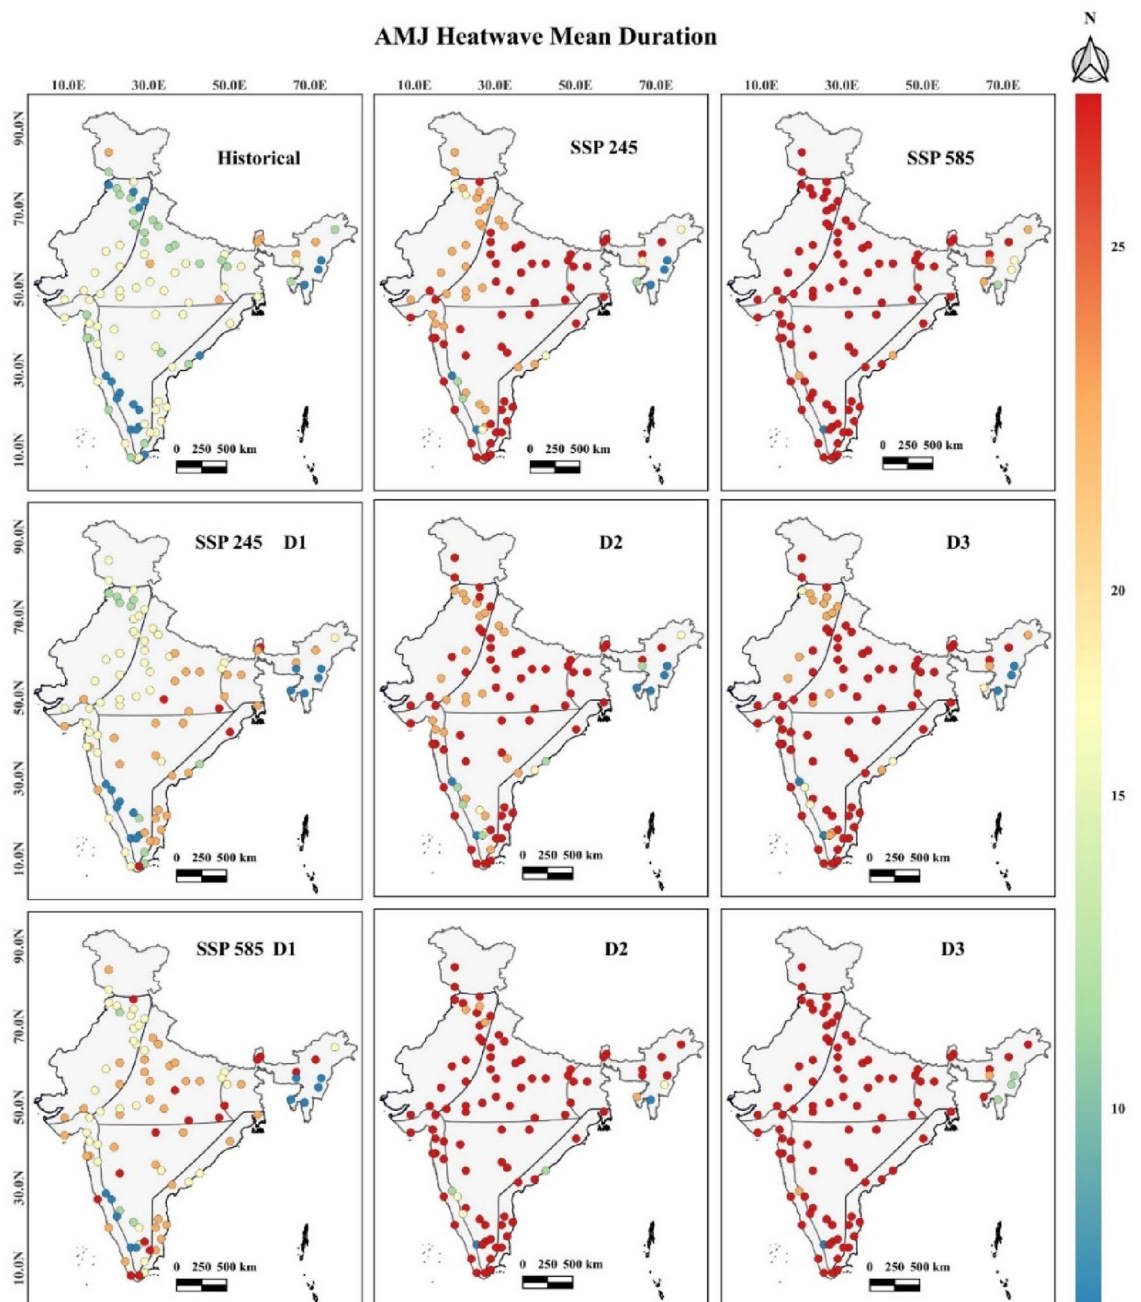 N
AMJ Heatwave Mean Duration
10.0E 30.0E 50.0E 70.0E 10.0E 30.0E 50.0E 70.0E 10.0E 30.0E 50.0E 70.0E
90.0N
70.0N
50.0N
30.0N
10.0N
Historical
0 250 500 km
SSP 245
0 250 500 km
SSP 585
0 250 500 km
90.0N
70.0N
50.0N
30.0N
10.0N
SSP 245 D1
0 250 500 km
D2
0 250 500 km
D3
0 250 500 km
90.0N
70.0N
50.0N
30.0N
10.0N
SSP 585 D1
0 250 500 km
D2
0 250 500 km
D3
0 250 500 km
25
20
15
10